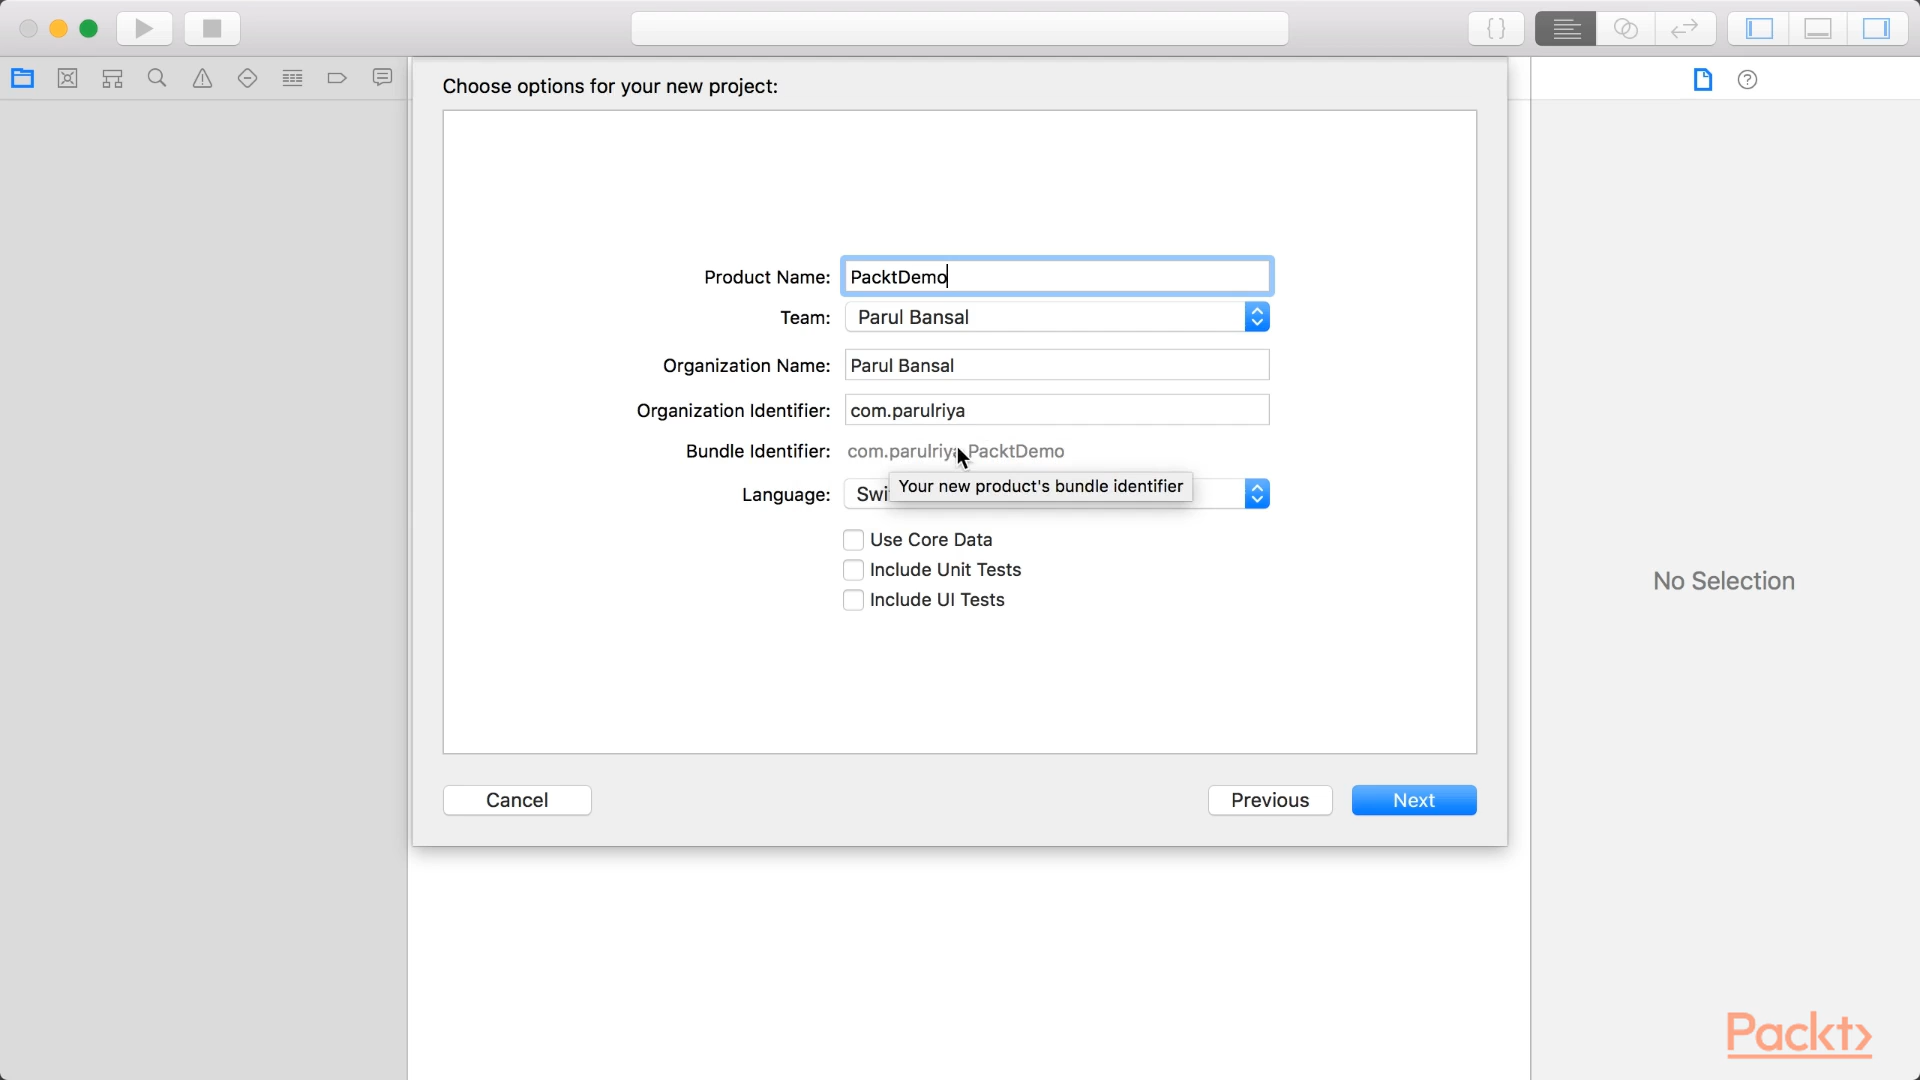 Choose options for your new project:
Product Name: PacktDemo
Team: Parul Bansal
Organization Name: Parul Bansal
Organization Identifier: com.parulriya
Bundle Identifier: com.parulriya.PacktDemo
Your new product's bundle identifier
Language: Swi
Use Core Data
Include Unit Tests
Include UI Tests
No Selection
Cancel
Previous
Next
Packt